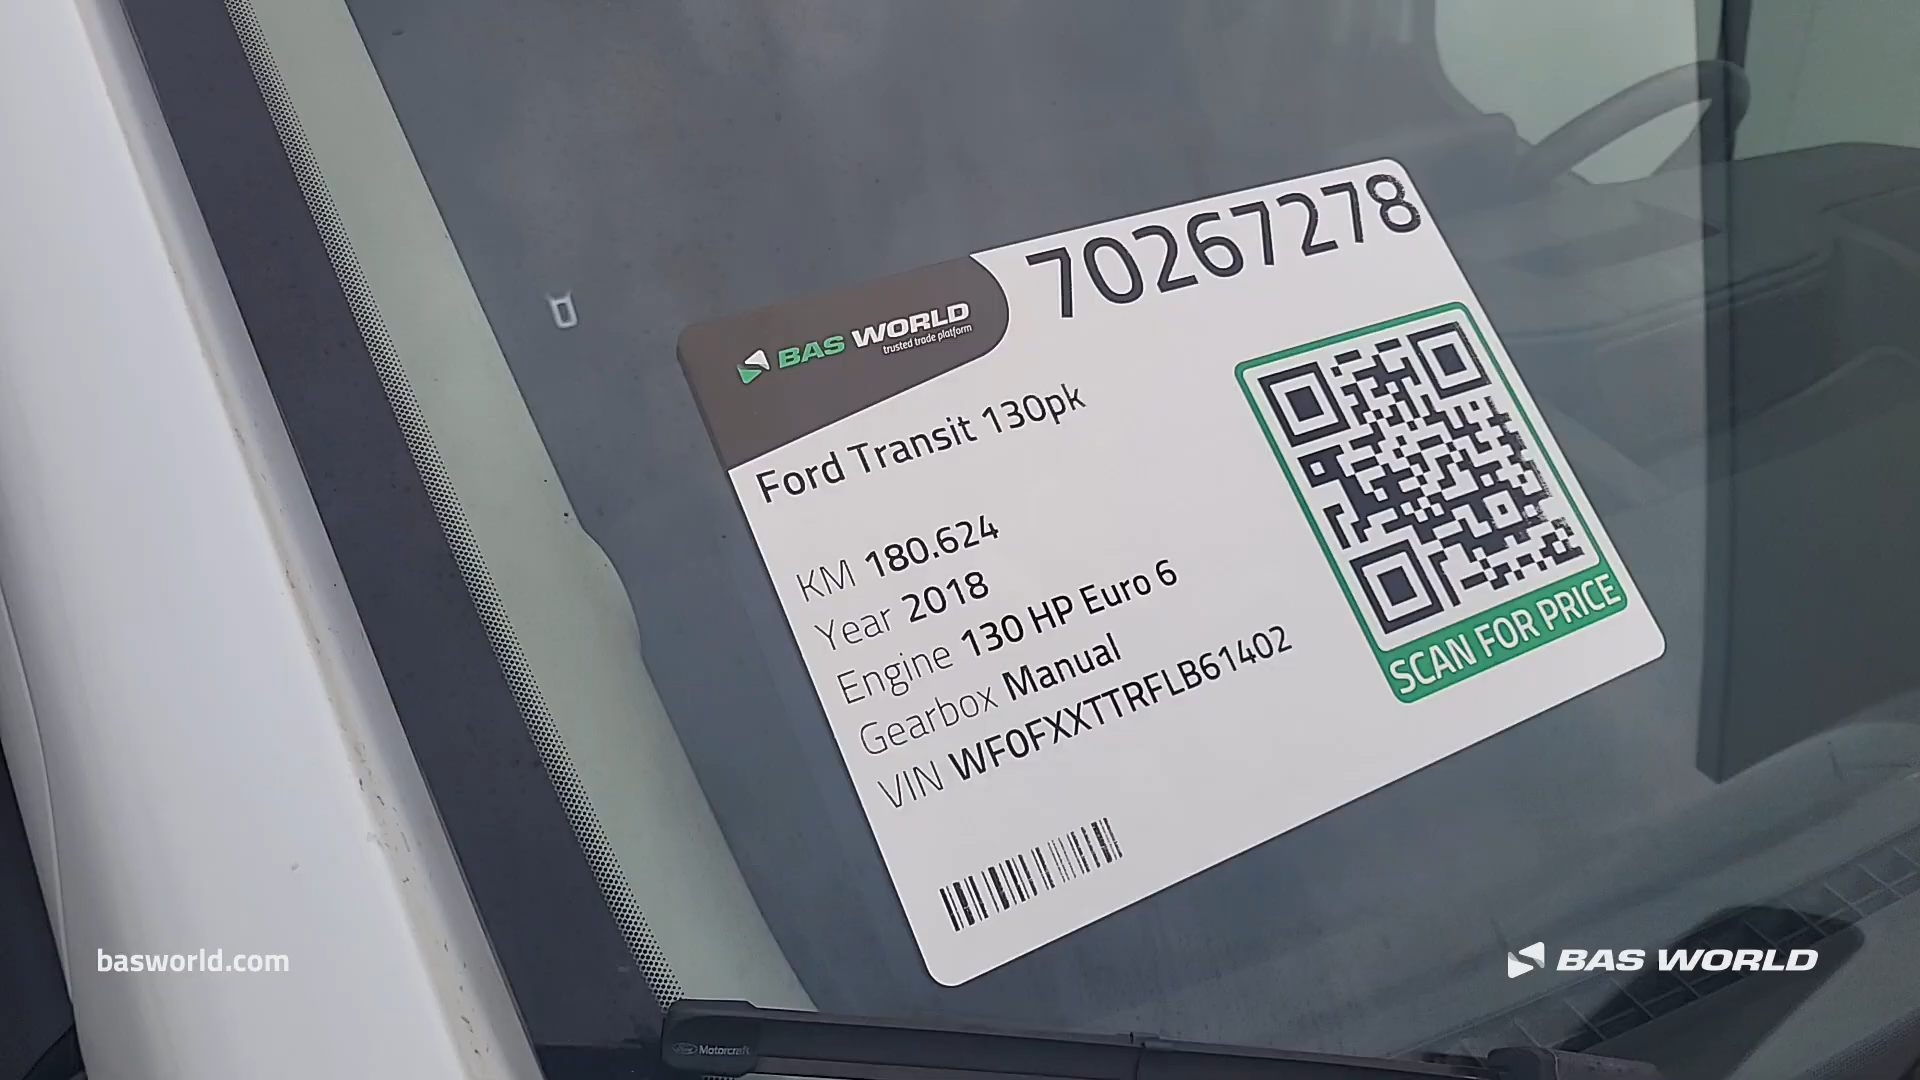 70267278
BAS WORLD
trusted trade platform
Ford Transit 130pk
KM 180.624
Year 2018
Engine 130 HP Euro 6
Gearbox Manual
VIN WF0FXXTTRFLB61402
SCAN FOR PRICE
basworld.com
BAS WORLD
Ford Motorcraft